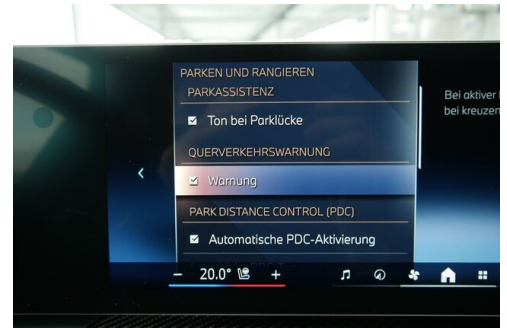 PARKEN UND RANGIEREN
PARKASSISTENZ
Ton bei Parklücke
QUERVERKEHRSWARNUNG
Warnung
PARK DISTANCE CONTROL (PDC)
Automatische PDC-Aktivierung
Bei aktiver
bei kreuzen
- 20.0° +